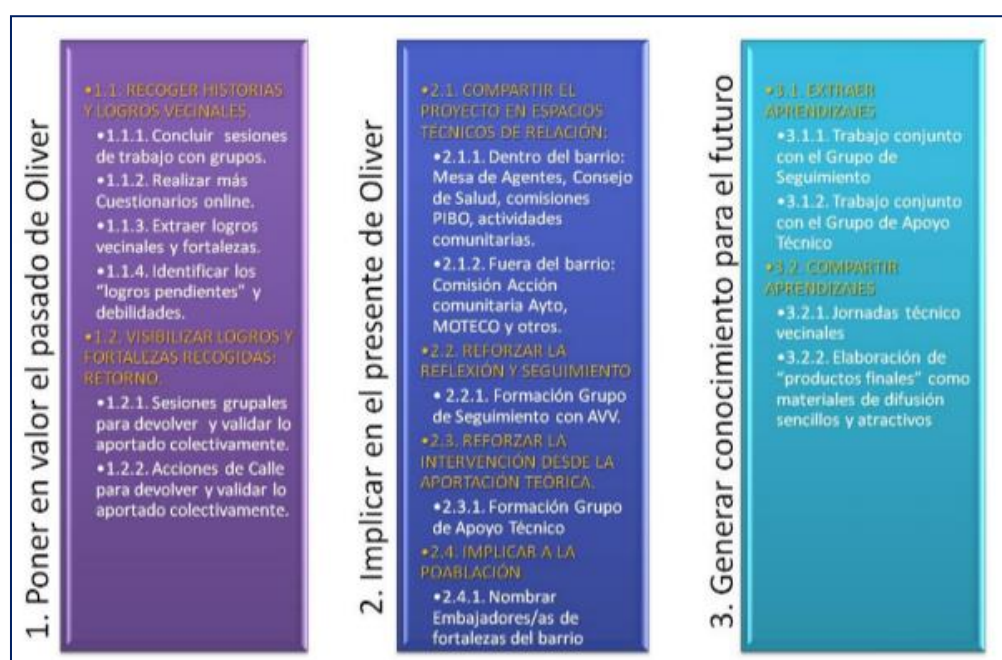 1. Poner en valor el pasado de Oliver
•1.1. RECOGER HISTORIAS
Y LOGROS VECINALES.
•1.1.1. Concluir sesiones
de trabajo con grupos.
•1.1.2. Realizar más
Cuestionarios online.
•1.1.3. Extraer logros
vecinales y fortalezas.
•1.1.4. Identificar los
"logros pendientes" y
debilidades.
•1.2. VISIBILIZAR LOGROS Y
FORTALEZAS RECOGIDAS:
RETORNO.
•1.2.1. Sesiones grupales
para devolver y validar lo
aportado colectivamente.
•1.2.2. Acciones de Calle
para devolver y validar lo
aportado colectivamente.
2. Implicar en el presente de Oliver
•2.1. COMPARTIR EL
PROYECTO EN ESPACIOS
TÉCNICOS DE RELACIÓN:
•2.1.1. Dentro del barrio:
Mesa de Agentes, Consejo
de Salud, comisiones
PIBO, actividades
comunitarias.
•2.1.2. Fuera del barrio:
Comisión Acción
comunitaria Ayto,
MOTECO y otros.
•2.2. REFORZAR LA
REFLEXIÓN Y SEGUIMIENTO
•2.2.1. Formación Grupo
de Seguimiento con AVV.
•2.3. REFORZAR LA
INTERVENCIÓN DESDE LA
APORTACIÓN TEÓRICA.
•2.3.1. Formación Grupo
de Apoyo Técnico
•2.4. IMPLICAR A LA
POABLACIÓN
•2.4.1. Nombrar
Embajadores/as de
fortalezas del barrio
3. Generar conocimiento para el futuro
•3.1. EXTRAER
APRENDIZAJES
•3.1.1. Trabajo conjunto
con el Grupo de
Seguimiento
•3.1.2. Trabajo conjunto
con el Grupo de Apoyo
Técnico
•3.2. COMPARTIR
APRENDIZAJES
•3.2.1. Jornadas técnico
vecinales
•3.2.2. Elaboración de
"productos finales" como
materiales de difusión
sencillos y atractivos